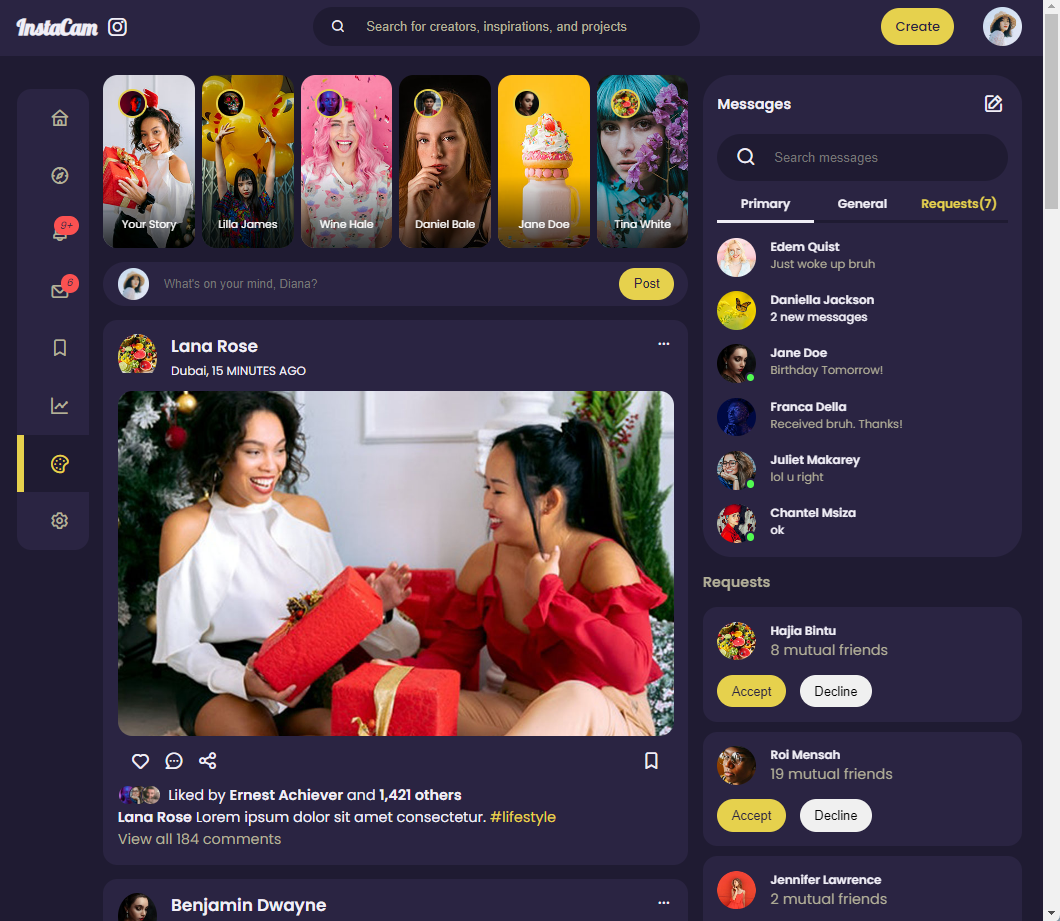 InstaCam
Search for creators, inspirations, and projects
Create
9+
6
Your Story
Lilla James
Wine Hale
Daniel Bale
Jane Doe
Tina White
What's on your mind, Diana?
Post
Lana Rose
Dubai, 15 MINUTES AGO
Liked by Ernest Achiever and 1,421 others
Lana Rose Lorem ipsum dolor sit amet consectetur. #lifestyle
View all 184 comments
Benjamin Dwayne
Messages
Search messages
Primary
General
Requests(7)
Edem Quist
Just woke up bruh
Daniella Jackson
2 new messages
Jane Doe
Birthday Tomorrow!
Franca Della
Received bruh. Thanks!
Juliet Makarey
lol u right
Chantel Msiza
ok
Requests
Hajia Bintu
8 mutual friends
Accept
Decline
Roi Mensah
19 mutual friends
Accept
Decline
Jennifer Lawrence
2 mutual friends